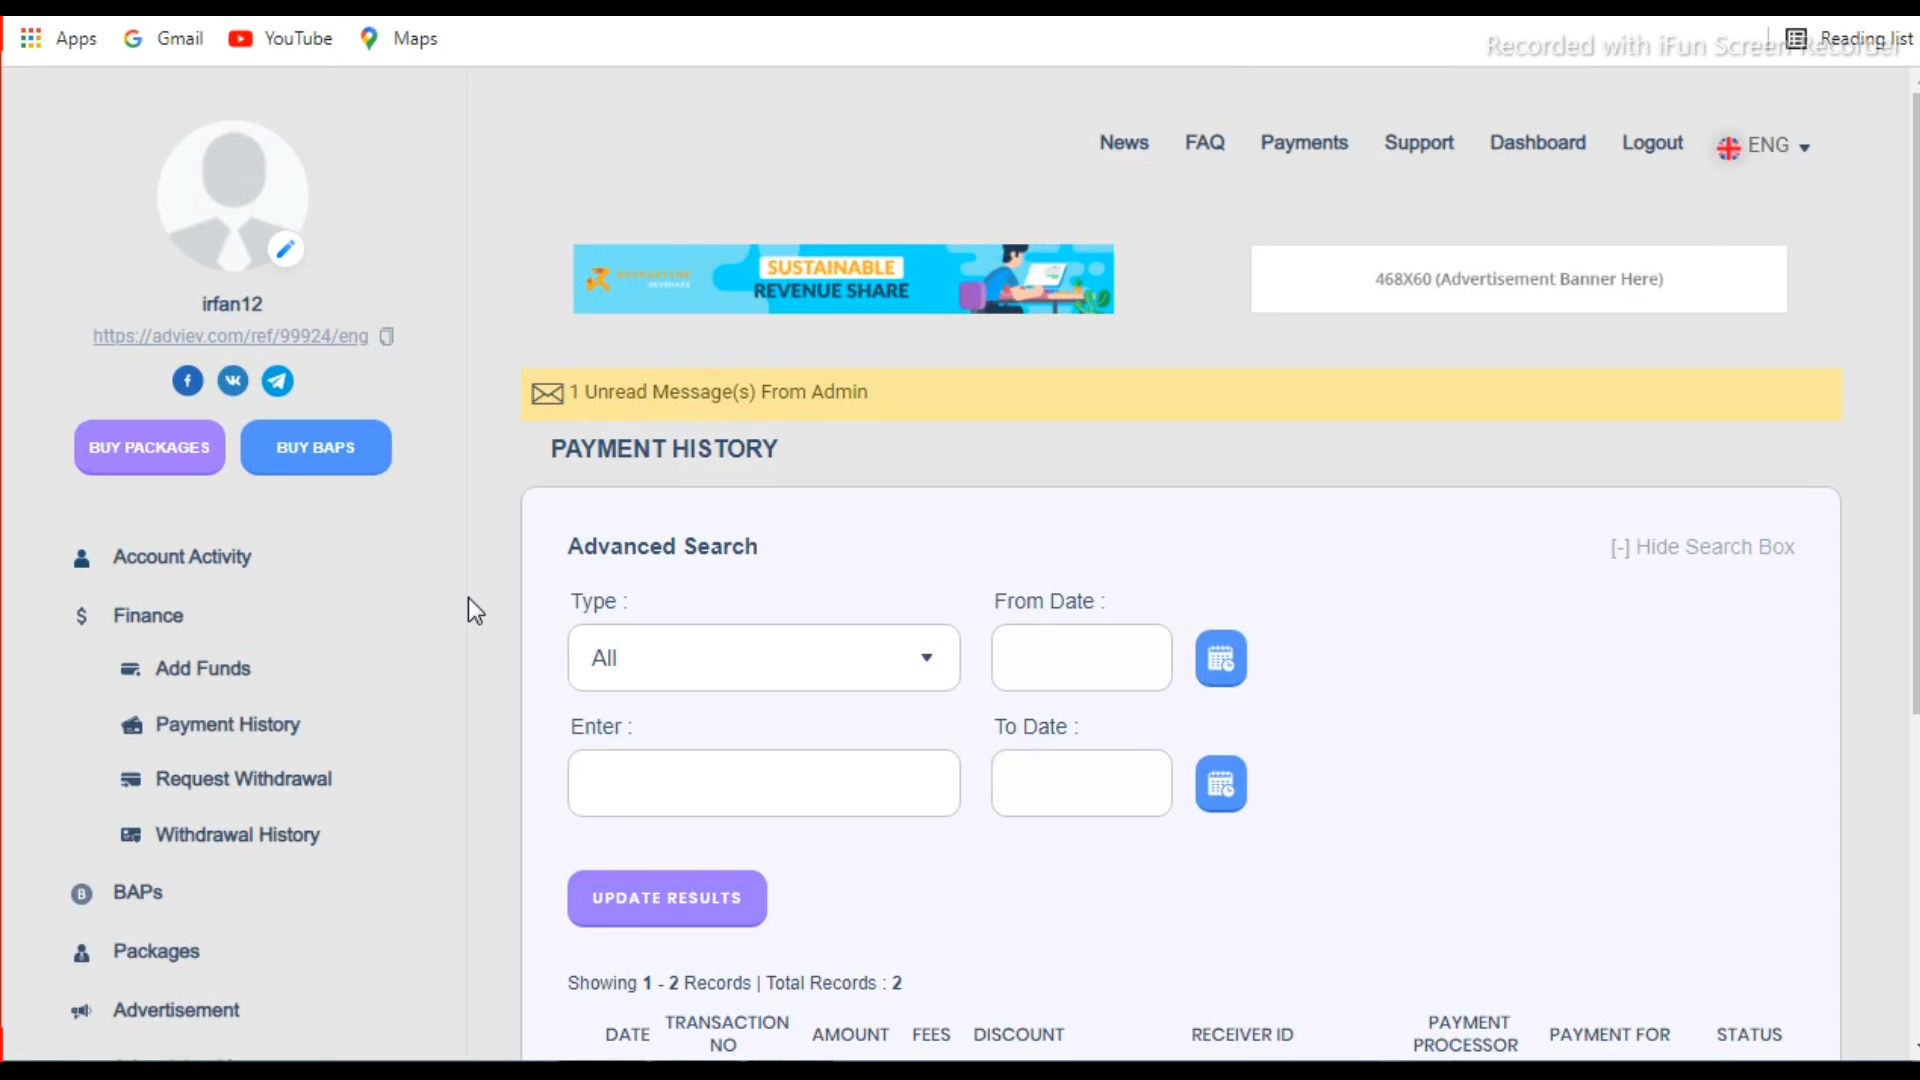 Apps Gmail YouTube Maps Reading list
Recorded with iFun Screen Recorder
News FAQ Payments Support Dashboard Logout ENG
SUSTAINABLE
REVENUE SHARE
468X60 (Advertisement Banner Here)
irfan12
https://adviev.com/ref/99924/eng
BUY PACKAGES BUY BAPS
Account Activity
Finance
Add Funds
Payment History
Request Withdrawal
Withdrawal History
BAPs
Packages
Advertisement
1 Unread Message(s) From Admin
PAYMENT HISTORY
Advanced Search [-] Hide Search Box
Type : From Date :
All
Enter : To Date :
UPDATE RESULTS
Showing 1 - 2 Records | Total Records : 2
DATE TRANSACTION NO AMOUNT FEES DISCOUNT RECEIVER ID PAYMENT PROCESSOR PAYMENT FOR STATUS